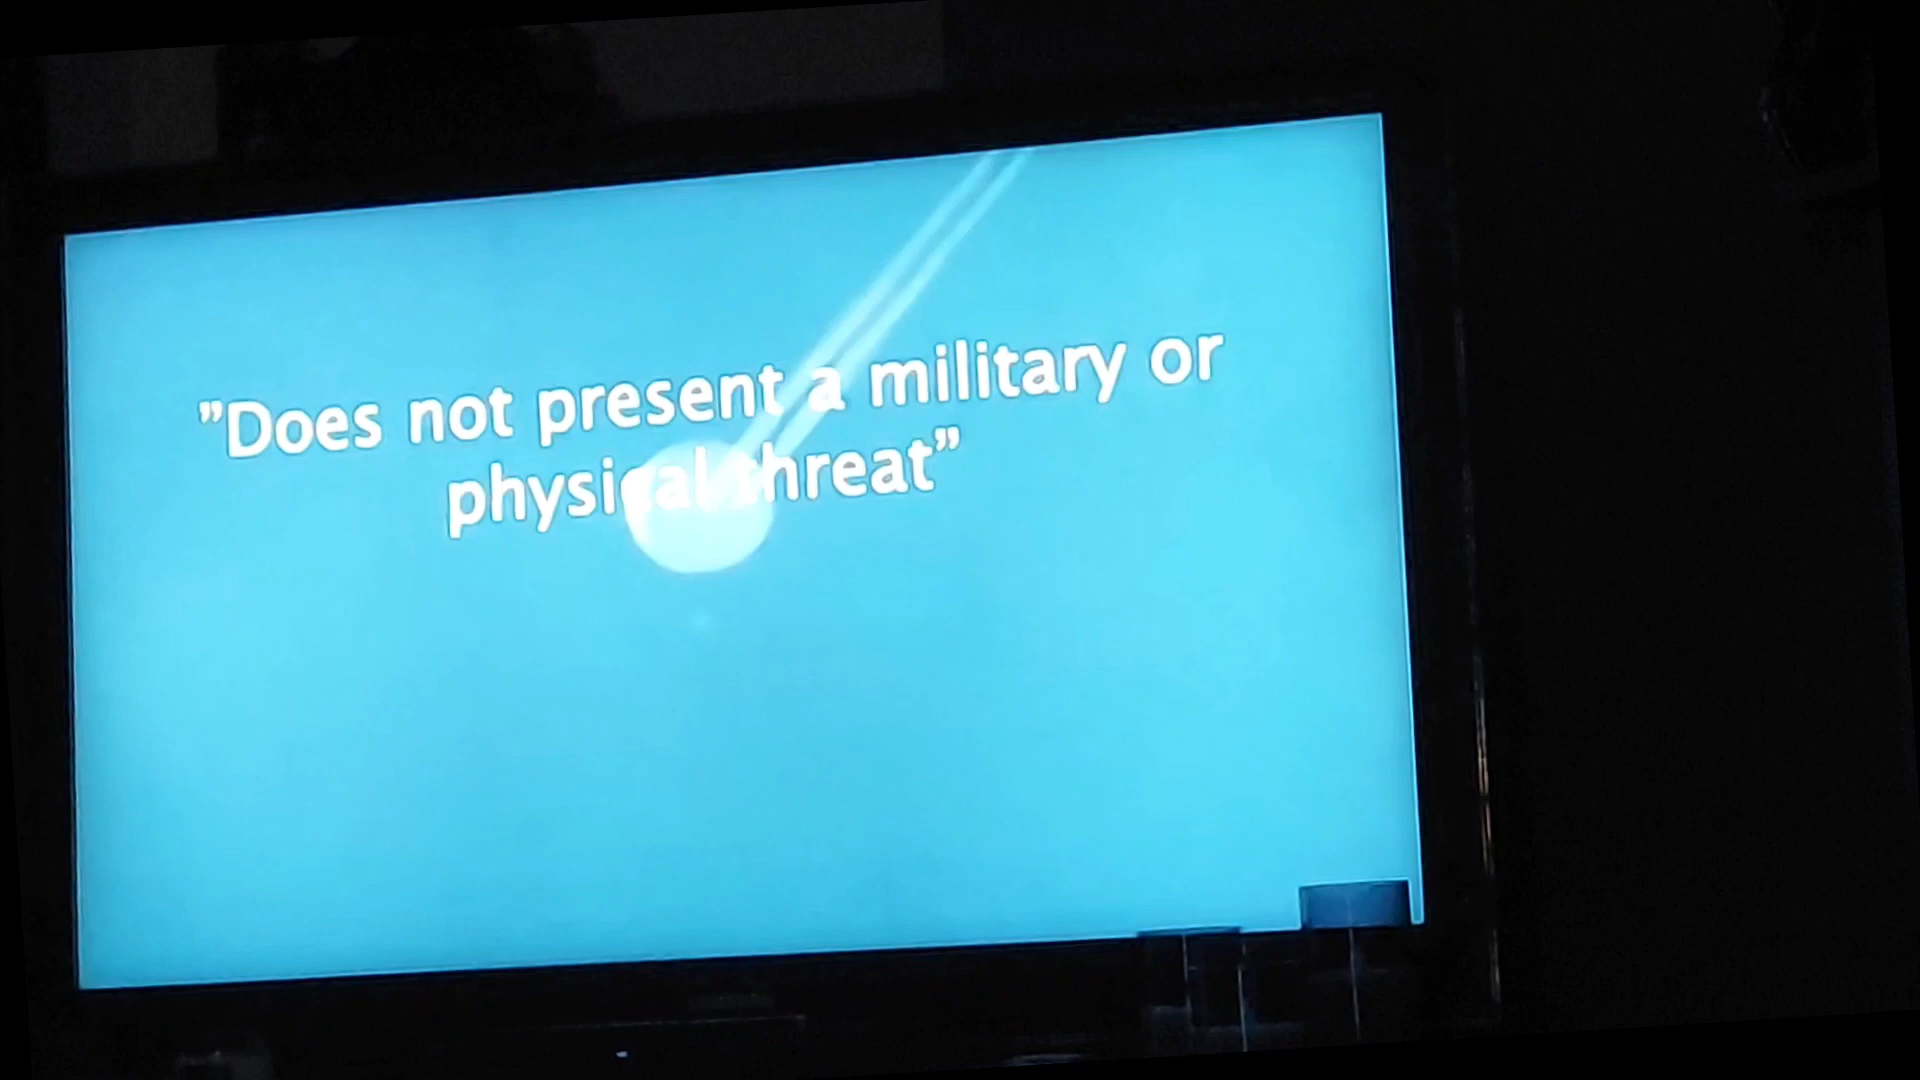 ”Does not present a military or
physical threat”